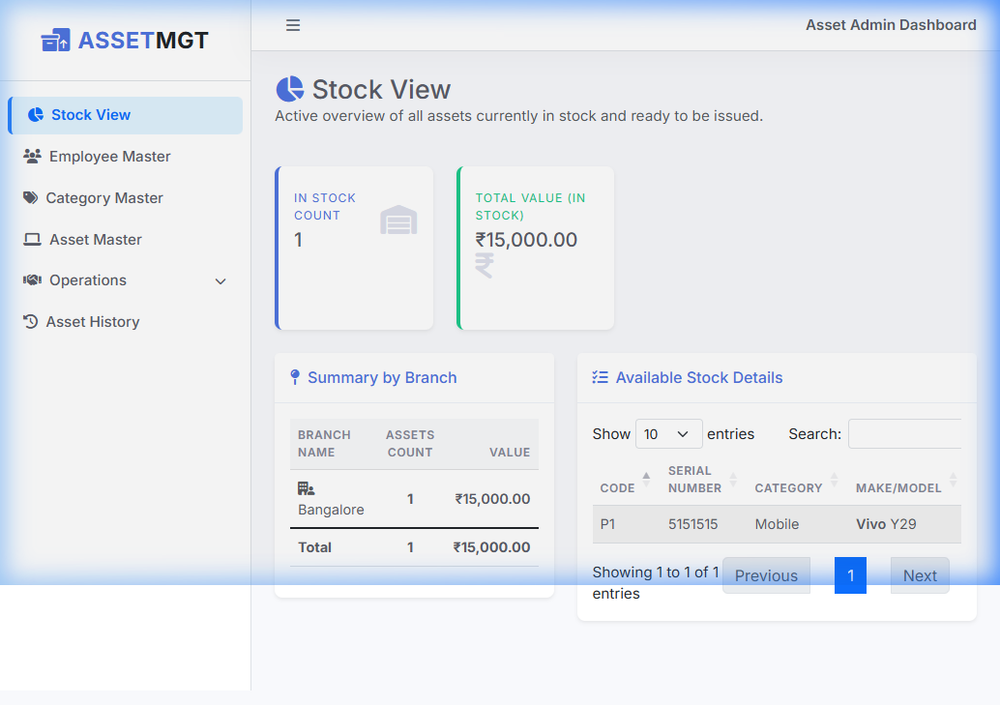 ASSETMGT
Asset Admin Dashboard
Stock View
Employee Master
Category Master
Asset Master
Operations
Asset History
Stock View
Active overview of all assets currently in stock and ready to be issued.
IN STOCK
COUNT
1
TOTAL VALUE (IN
STOCK)
₹15,000.00
₹
Summary by Branch
BRANCH
NAME
ASSETS
COUNT
VALUE
Bangalore
1
₹15,000.00
Total 1 ₹15,000.00
Available Stock Details
Show 10 entries Search:
CODE
SERIAL
NUMBER
CATEGORY
MAKE/MODEL
P1 5151515 Mobile Vivo Y29
Showing 1 to 1 of 1
entries
Previous 1 Next